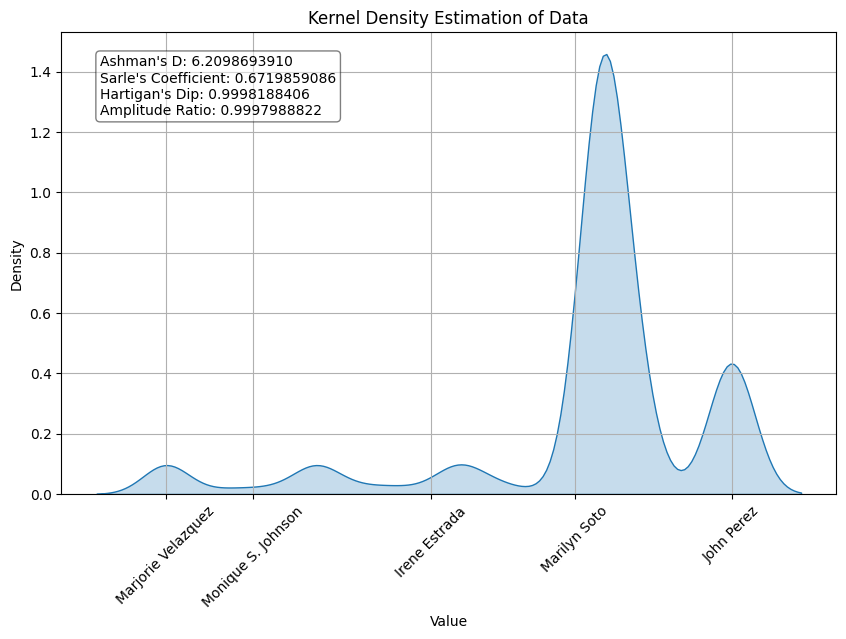 Kernel Density Estimation of Data
Ashman's D: 6.2098693910
Sarle's Coefficient: 0.6719859086
Hartigan's Dip: 0.9998188406
Amplitude Ratio: 0.9997988822
Density
1.4
1.2
1.0
0.8
0.6
0.4
0.2
0.0
Marjorie Velazquez
Monique S. Johnson
Irene Estrada
Marilyn Soto
John Perez
Value